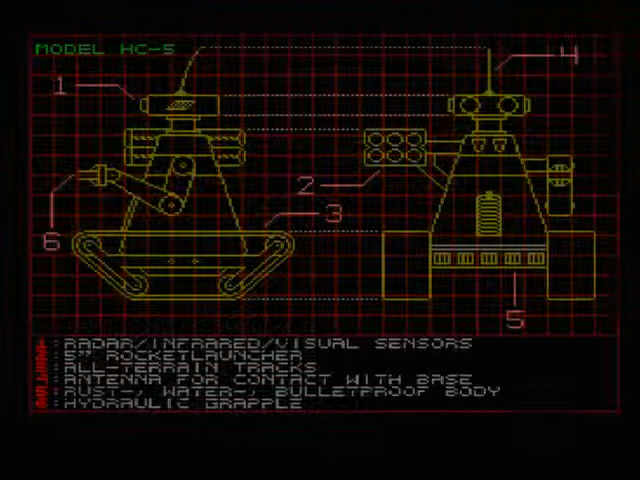 MODEL HC-5
1
4
2
3
6
5
RADAR/INFRARED/VISUAL SENSORS
5" ROCKETLAUNCHER
ALL-TERRAIN TRACKS
ANTENNA FOR CONTACT WITH BASE
RUST-, WATER-, BULLETPROOF BODY
HYDRAULIC GRAPPLE